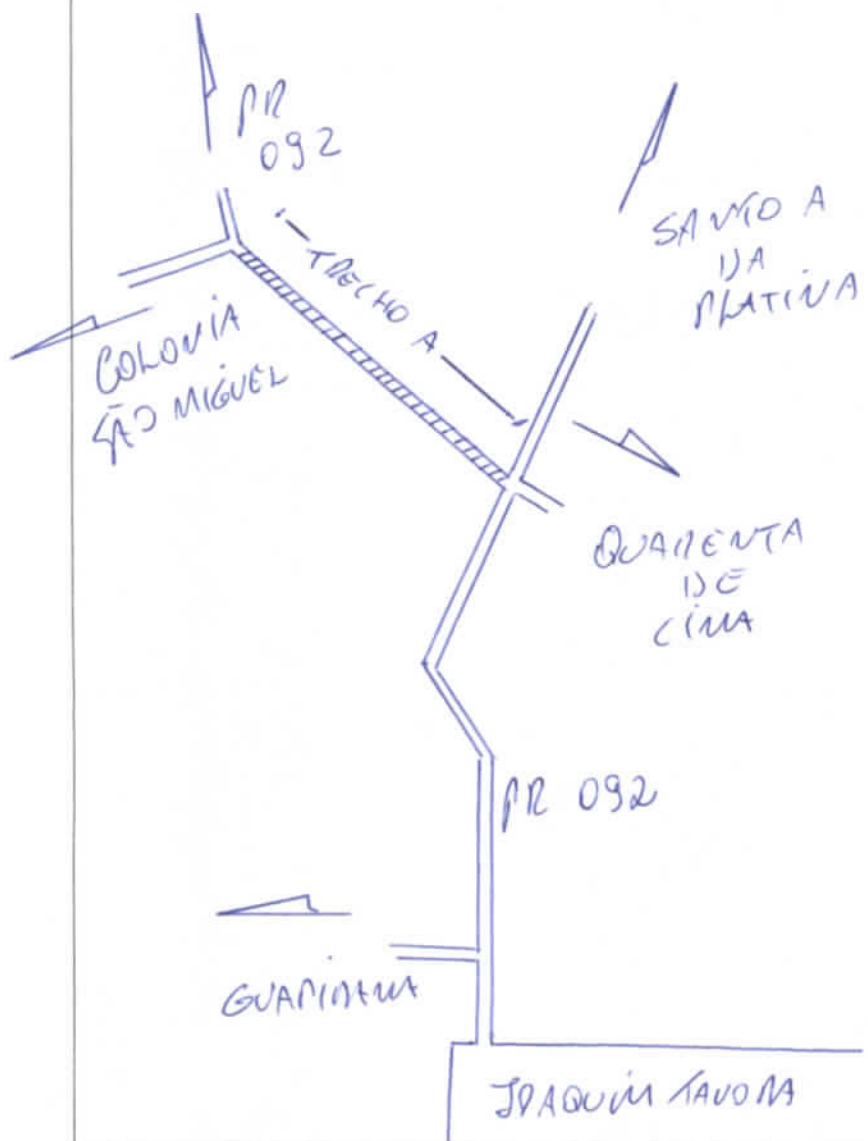 PR
092
SANTO A
DA
PLATINA
TRECHO A
COLONIA
SÃO MIGUEL
QUARENTA
DE
CIMA
PR 092
GUAPIRAMA
JOAQUIM TAVORA